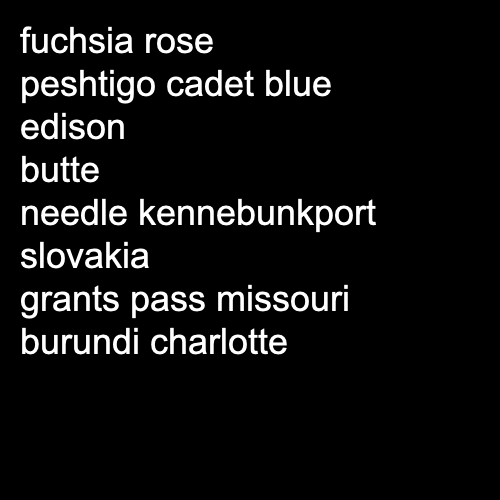 fuchsia rose
peshtigo cadet blue
edison
butte
needle kennebunkport
slovakia
grants pass missouri
burundi charlotte